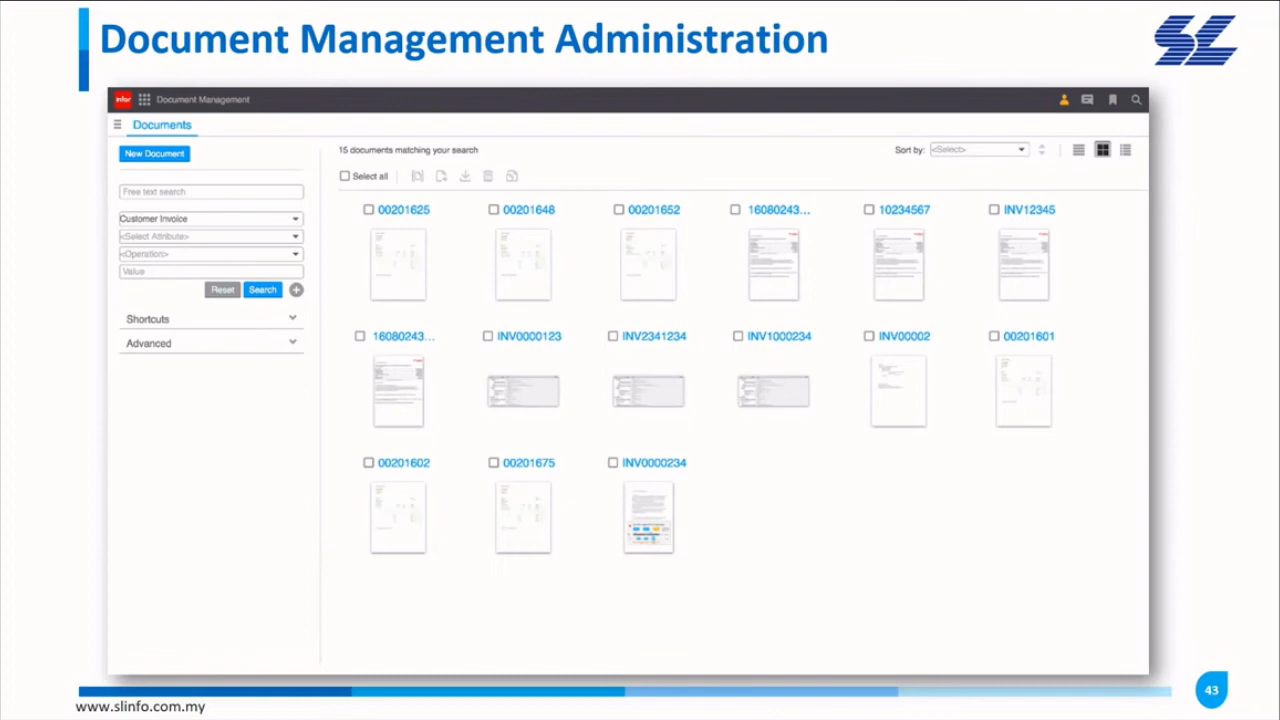 Document Management Administration
SL
infor Document Management
Documents
New Document
Free text search
Customer Invoice
<Select Attribute>
<Operation>
Value
Reset Search
Shortcuts
Advanced
15 documents matching your search
Sort by: <Select>
Select all
00201625 00201648 00201652 16080243... 10234567 INV12345
16080243... INV0000123 INV2341234 INV1000234 INV00002 00201601
00201602 00201675 INV0000234
www.slinfo.com.my
43